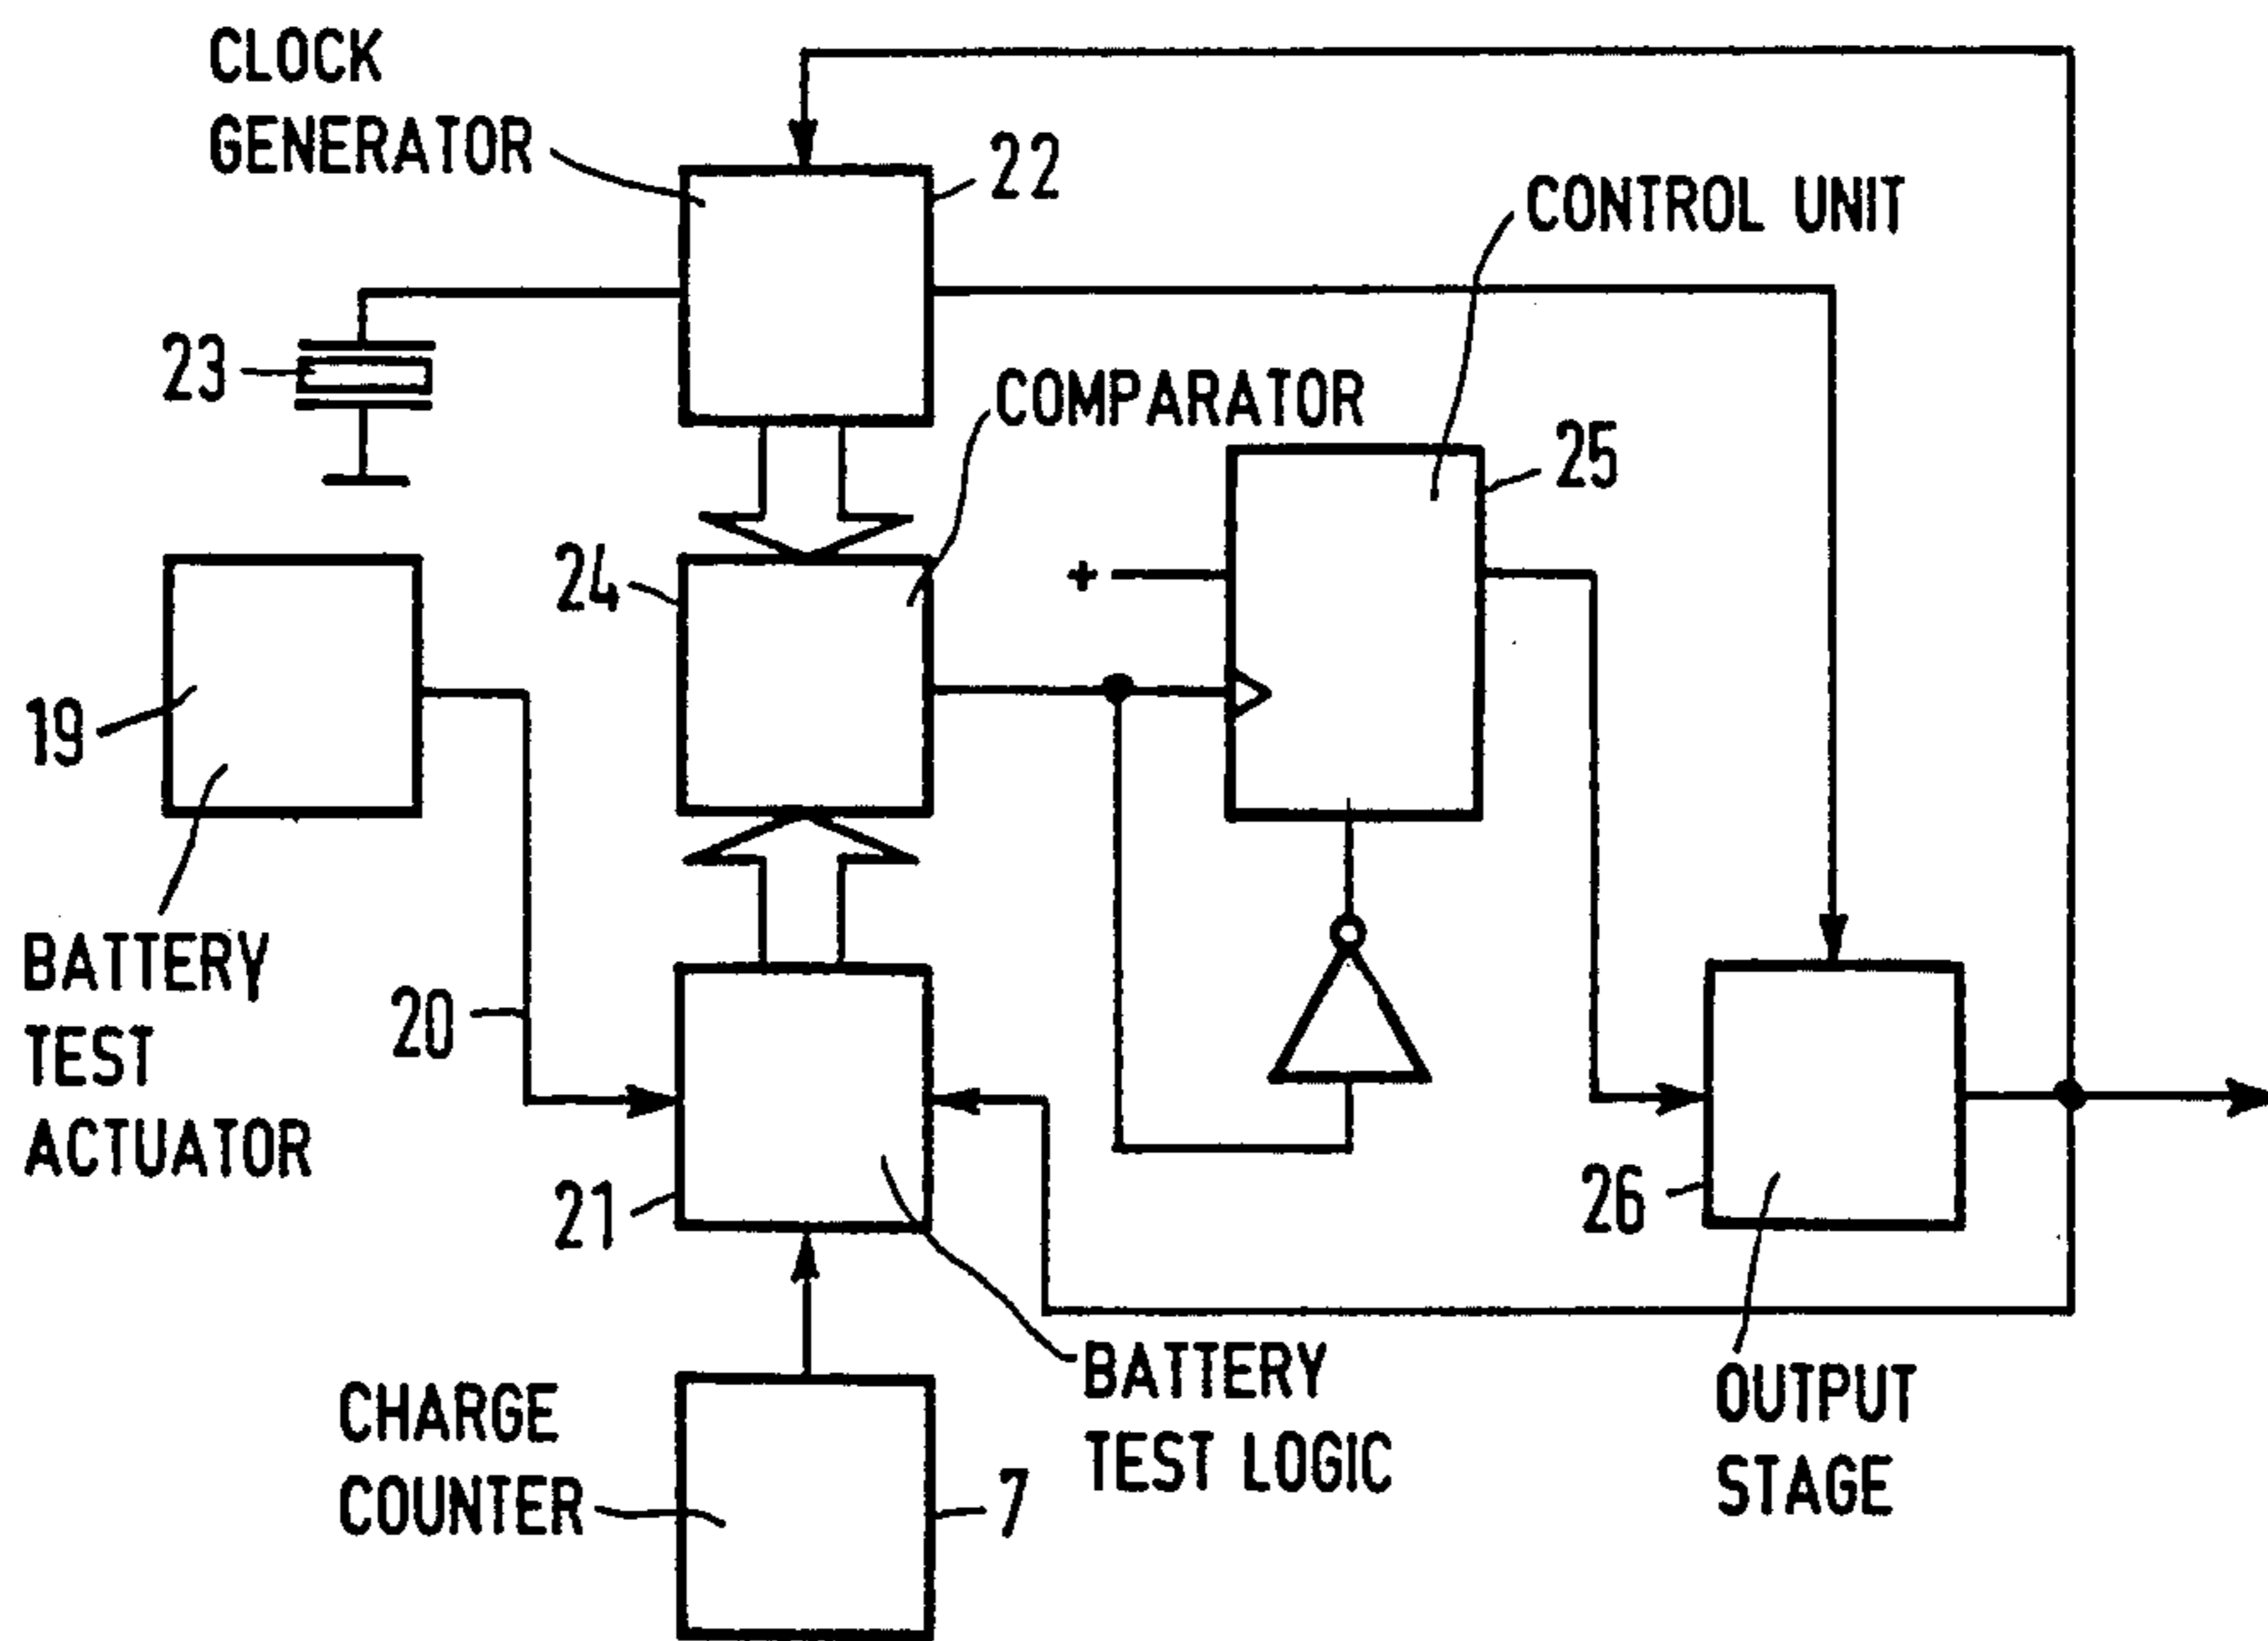 CLOCK
GENERATOR
22
CONTROL UNIT
23
COMPARATOR
25
24
+
19
BATTERY
TEST
ACTUATOR
20
21
26
BATTERY
TEST LOGIC
OUTPUT
STAGE
CHARGE
COUNTER
7